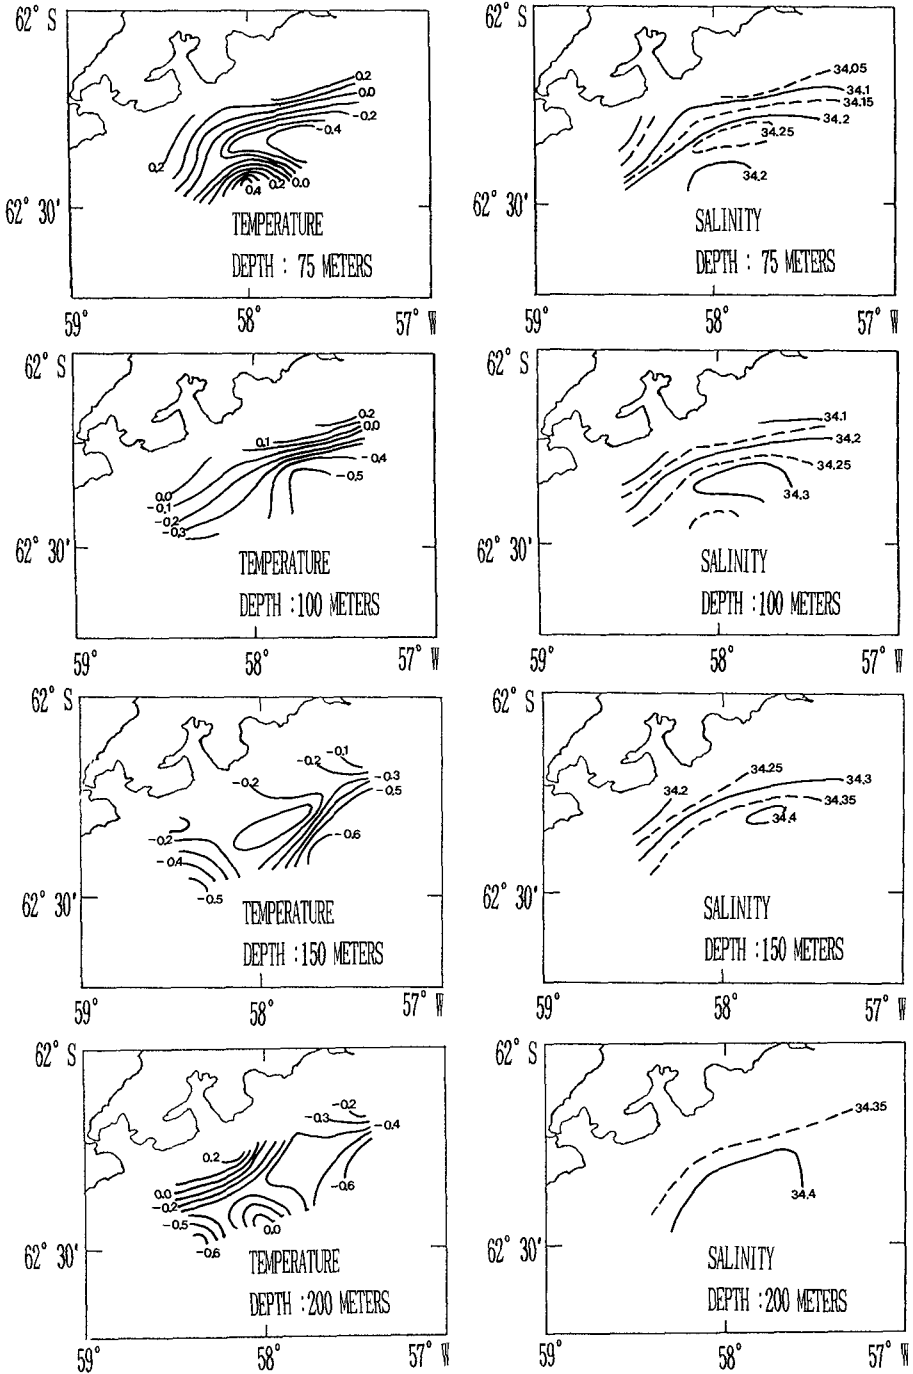 62° S
0.2
0.0
-0.2
-0.4
0.2
0.4
0.2
0.0
62° 30'
TEMPERATURE
DEPTH : 75 METERS
59°
58°
57° W
34.05
34.1
34.15
34.2
34.25
34.2
62° S
62° 30'
SALINITY
DEPTH : 75 METERS
59°
58°
57° W
62° S
0.2
0.0
0.1
-0.4
-0.5
0.0
-0.1
-0.2
-0.3
62° 30'
TEMPERATURE
DEPTH :100 METERS
59°
58°
57° W
62° S
34.1
34.2
34.25
34.3
62° 30'
SALINITY
DEPTH :100 METERS
59°
58°
57° W
62° S
-0.1
-0.2
-0.3
-0.2
-0.5
-0.6
-0.2
-0.4
-0.5
62° 30'
TEMPERATURE
DEPTH :150 METERS
59°
58°
57° W
62° S
34.25
34.3
34.2
34.35
34.4
62° 30'
SALINITY
DEPTH :150 METERS
59°
58°
57° W
62° S
-0.2
-0.3
-0.4
0.2
-0.6
0.0
-0.2
-0.5
0.0
-0.6
62° 30'
TEMPERATURE
DEPTH :200 METERS
59°
58°
57° W
62° S
34.35
34.4
62° 30'
SALINITY
DEPTH :200 METERS
59°
58°
57° W